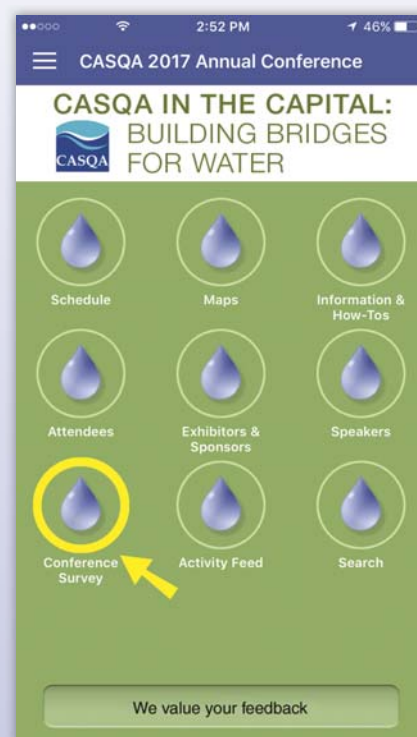 2:52 PM
46%
CASQA 2017 Annual Conference
CASQA IN THE CAPITAL:
BUILDING BRIDGES
FOR WATER
CASQA
Schedule
Maps
Information &
How-Tos
Attendees
Exhibitors &
Sponsors
Speakers
Conference
Survey
Activity Feed
Search
We value your feedback